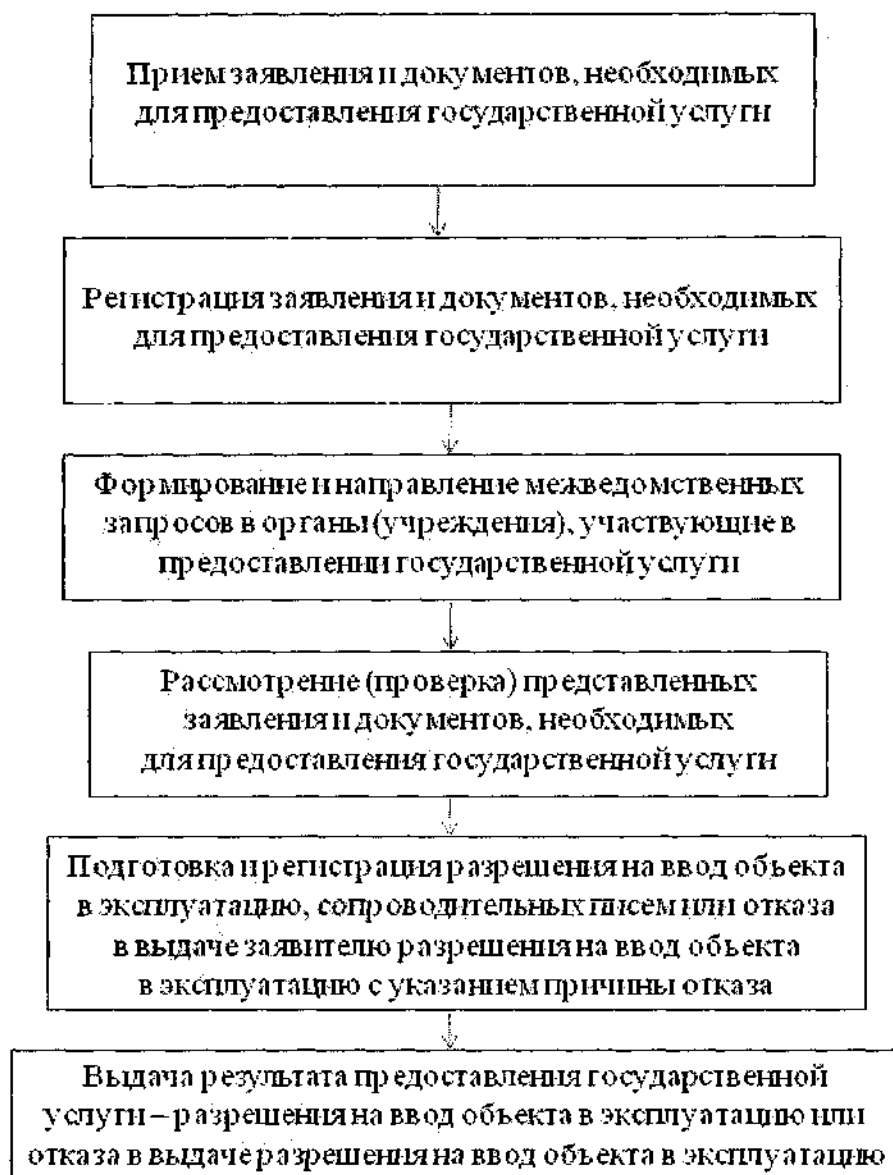 Прием заявления и документов, необходимых
для предоставления государственной услуги
Регистрация заявления и документов, необходимых
для предоставления государственной услуги
Формирование и направление межведомственных
запросов в органы (учреждения), участвующие в
предоставлении государственной услуги
Рассмотрение (проверка) представленных
заявления и документов, необходимых
для предоставления государственной услуги
Подготовка и регистрация разрешения на ввод объекта
в эксплуатацию, сопроводительных писем или отказа
в выдаче заявителю разрешения на ввод объекта
в эксплуатацию с указанием причины отказа
Выдача результата предоставления государственной
услуги – разрешения на ввод объекта в эксплуатацию или
отказа в выдаче разрешения на ввод объекта в эксплуатацию